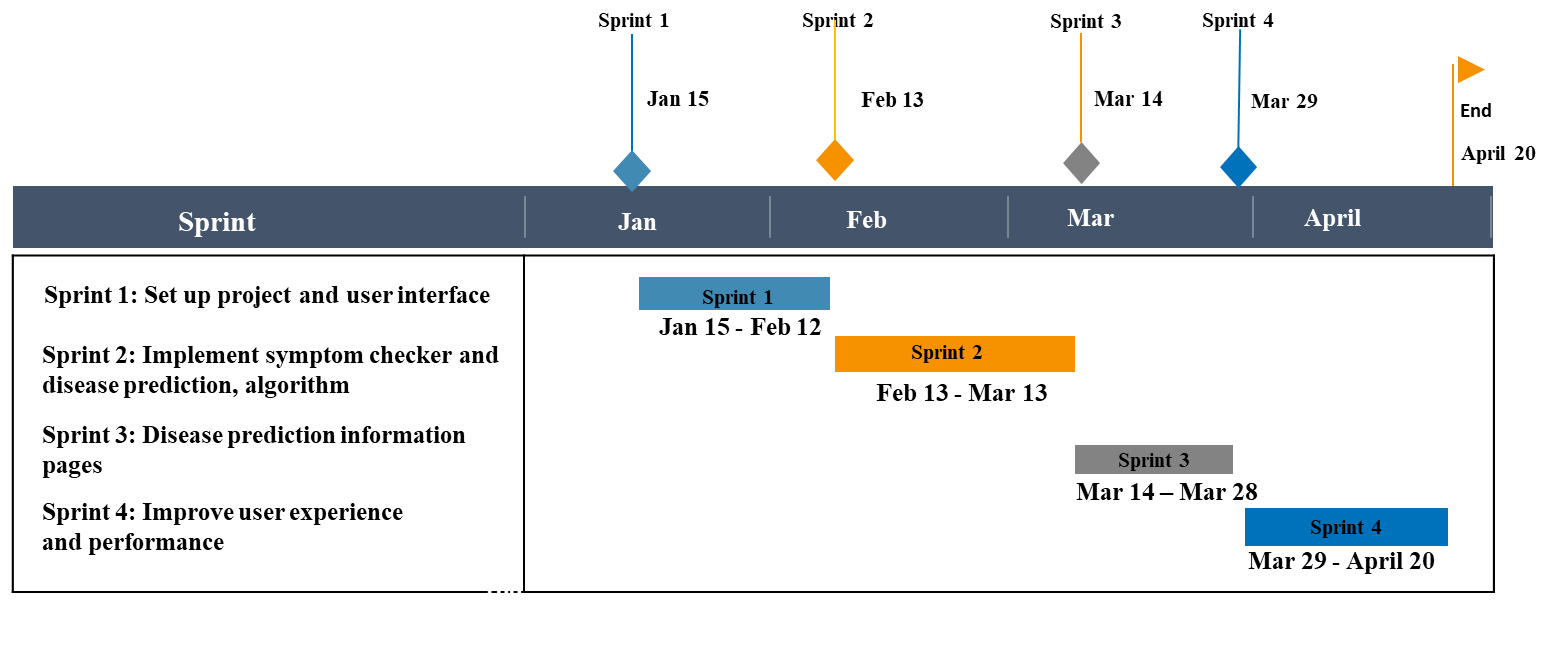 Sprint 1
Sprint 2
Sprint 3
Sprint 4
Jan 15
Feb 13
Mar 14
Mar 29
End
April 20
Sprint
Jan
Feb
Mar
April
Sprint 1: Set up project and user interface
Sprint 1
Jan 15 - Feb 12
Sprint 2: Implement symptom checker and
disease prediction, algorithm
Sprint 2
Feb 13 - Mar 13
Sprint 3: Disease prediction information
pages
Sprint 3
Mar 14 – Mar 28
Sprint 4: Improve user experience
and performance
Sprint 4
Mar 29 - April 20